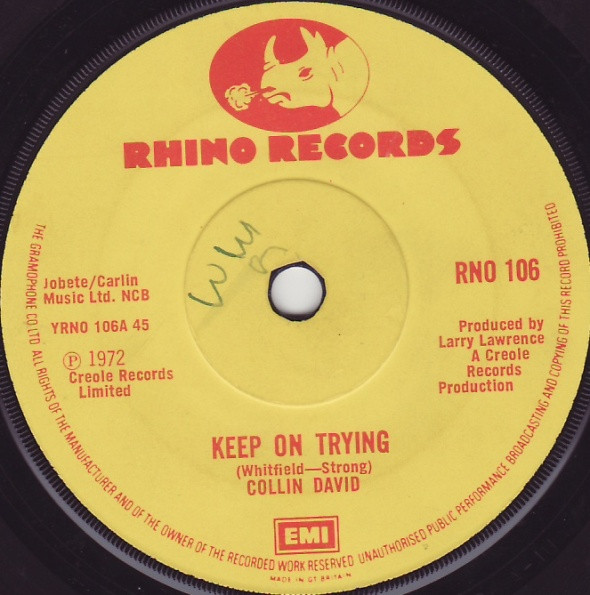 RHINO RECORDS
Jobete/Carlin
Music Ltd. NCB
YRNO 106A 45
Ⓟ 1972
Creole Records
Limited
RNO 106
Produced by
Larry Lawrence
A Creole
Records
Production
KEEP ON TRYING
(Whitfield—Strong)
COLLIN DAVID
EMI
THE GRAMOPHONE CO. LTD. ALL RIGHTS OF THE MANUFACTURER AND OF THE OWNER OF THE RECORDED WORK RESERVED UNAUTHORISED PUBLIC PERFORMANCE BROADCASTING AND COPYING OF THIS RECORD PROHIBITED
MADE IN GT. BRITAIN